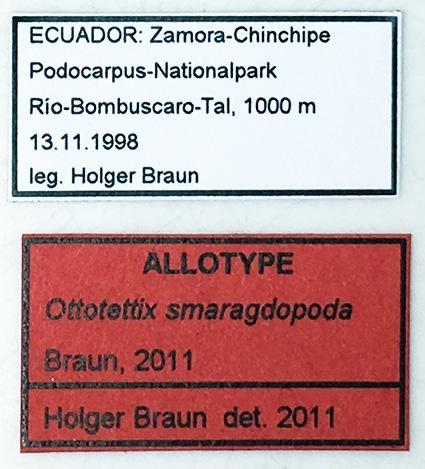 ECUADOR: Zamora-Chinchipe
Podocarpus-Nationalpark
Río-Bombuscaro-Tal, 1000 m
13.11.1998
leg. Holger Braun
ALLOTYPE
Ottotettix smaragdopoda
Braun, 2011
Holger Braun det. 2011